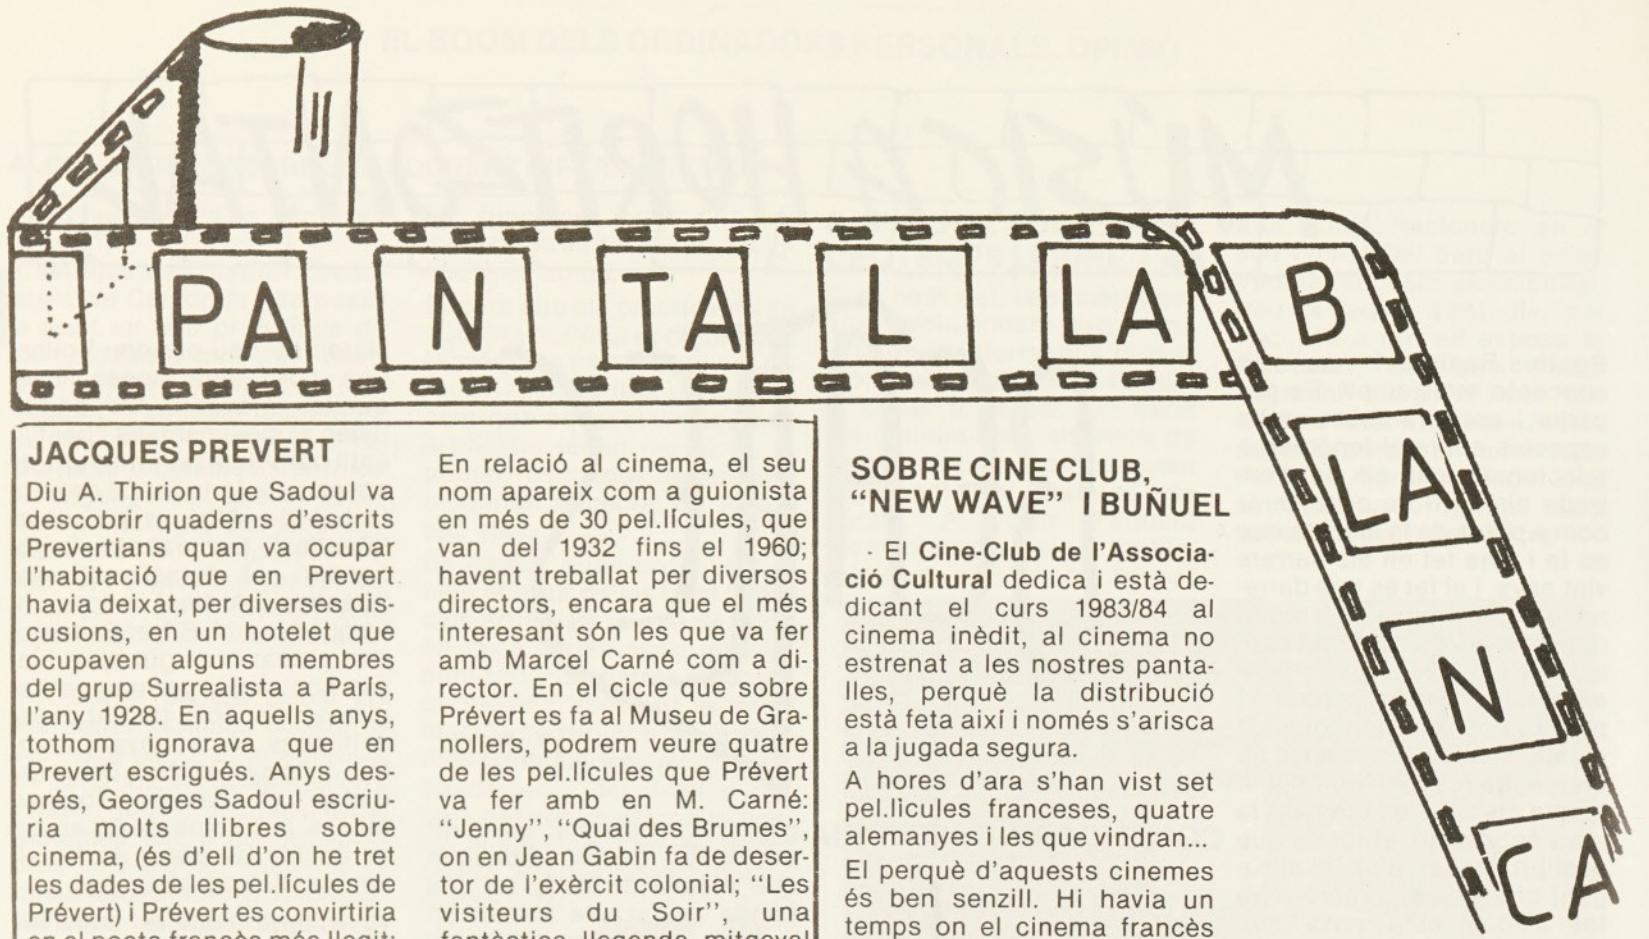 PANTALLA BLANCA
JACQUES PREVERT
Diu A. Thirion que Sadoul va
descobrir quaderns d'escrits
Prevertians quan va ocupar
l'habitació que en Prevert
havia deixat, per diverses dis-
cusions, en un hotelet que
ocupaven alguns membres
del grup Surrealista a París,
l'any 1928. En aquells anys,
tothom ignorava que en
Prevert escrigués. Anys des-
prés, Georges Sadoul escriu-
ria molts llibres sobre
cinema, (és d'ell d'on he tret
les dades de les pel.lícules de
Prévert) i Prévert es convirtiria
en el poeta francès més llegit;
En relació al cinema, el seu
nom apareix com a guionista
en més de 30 pel.lícules, que
van del 1932 fins el 1960;
havent treballat per diversos
directors, encara que el més
interesant són les que va fer
amb Marcel Carné com a di-
rector. En el cicle que sobre
Prévert es fa al Museu de Gra-
nollers, podrem veure quatre
de les pel.lícules que Prévert
va fer amb en M. Carné:
"Jenny", "Quai des Brumes",
on en Jean Gabin fa de deser-
tor de l'exèrcit colonial; "Les
visiteurs du Soir", una
fantàstica llegenda mitgeval
SOBRE CINE CLUB,
"NEW WAVE" I BUÑUEL
· El Cine-Club de l'Associa-
ció Cultural dedica i està de-
dicant el curs 1983/84 al
cinema inèdit, al cinema no
estrenat a les nostres panta-
lles, perquè la distribució
està feta així i només s'arisca
a la jugada segura.
A hores d'ara s'han vist set
pel.lícules franceses, quatre
alemanyes i les que vindran...
El perquè d'aquests cinemes
és ben senzill. Hi havia un
temps on el cinema francès